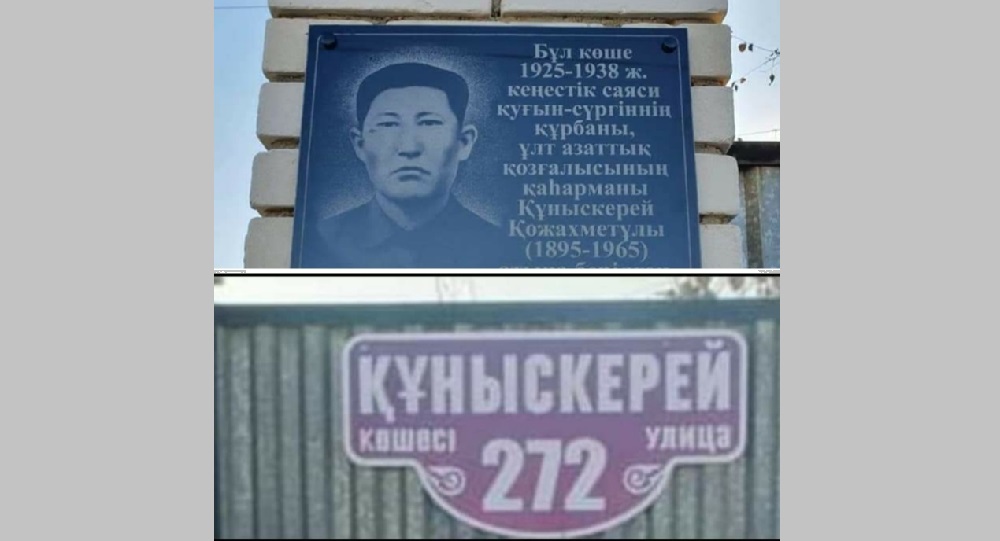 Бұл көше
1925-1938 ж.
кеңестік саяси
қуғын-сүргіннің
құрбаны,
ұлт азаттық
қозғалысының
қаһарманы
Құныскерей
Қожахметұлы
(1895-1965)
ҚҰНЫСКЕРЕЙ
көшесі улица
272